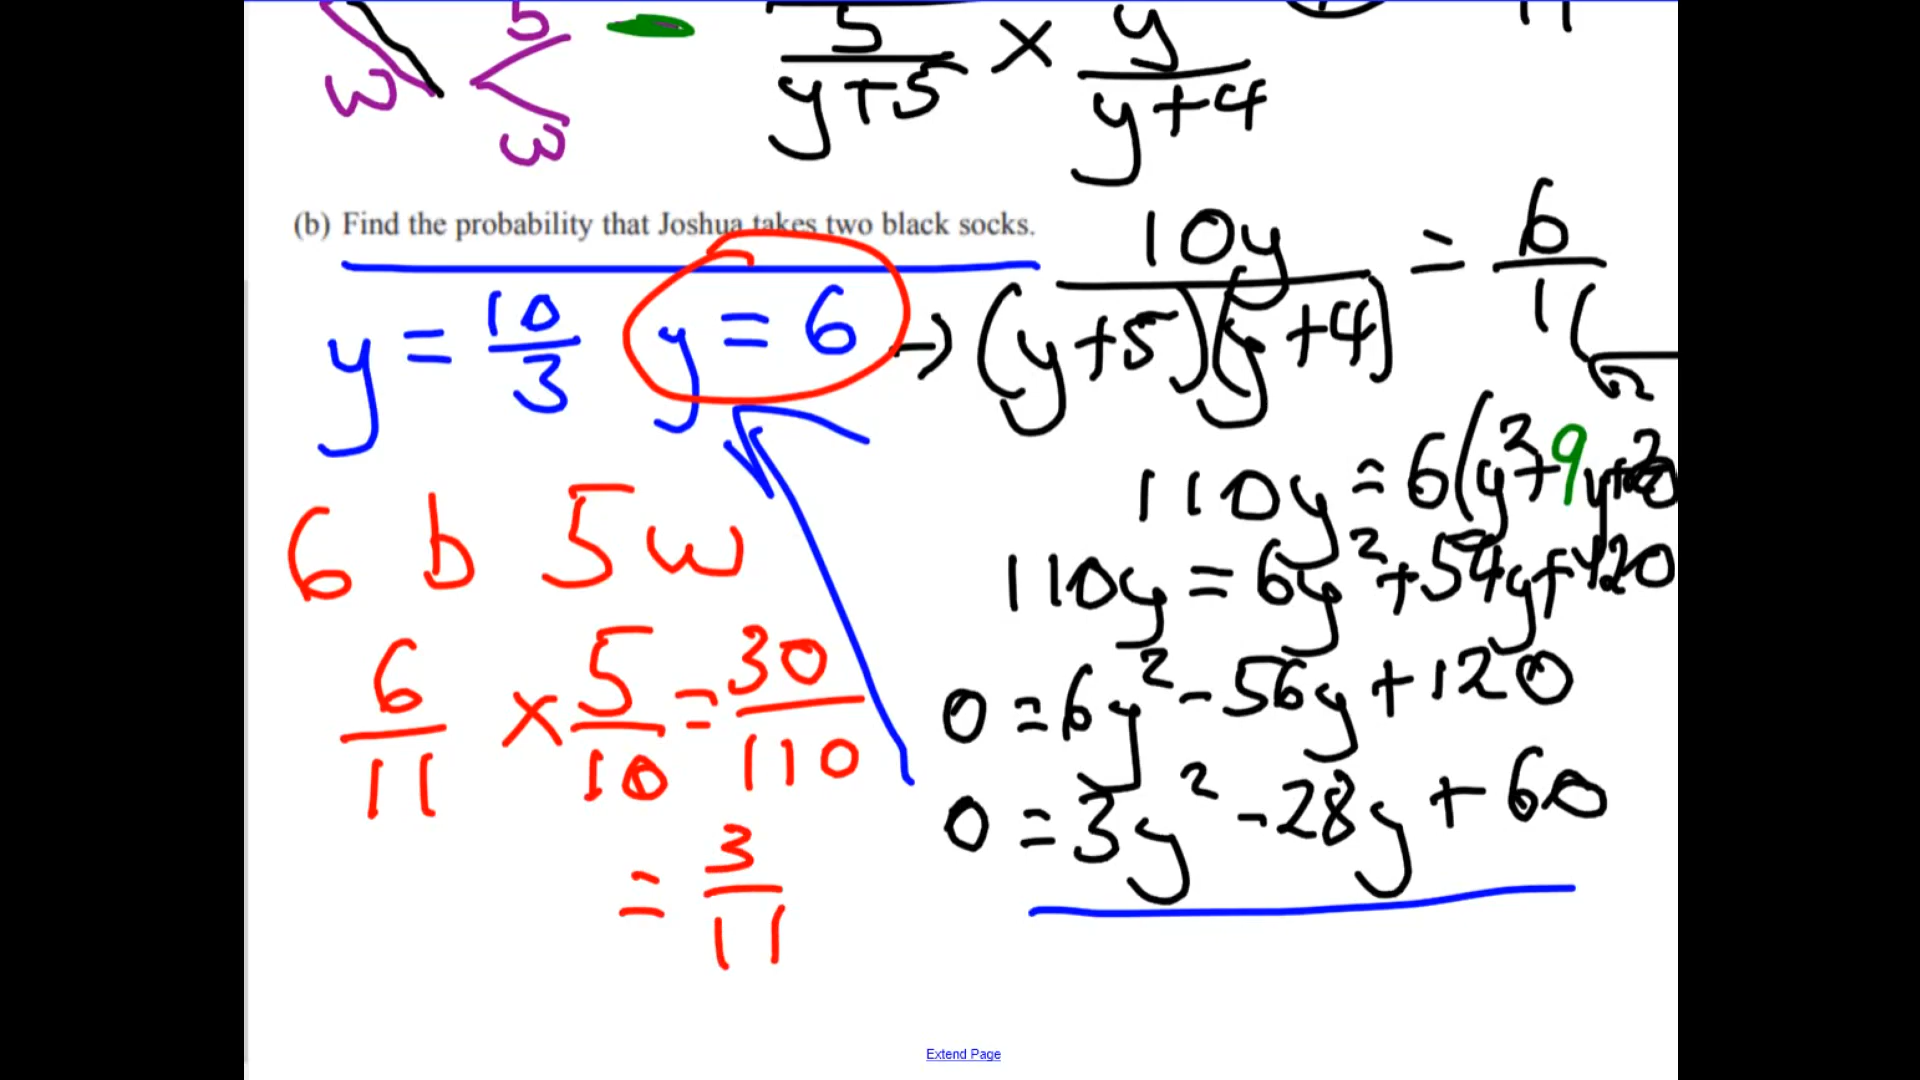 b
w
w
5/(y+5) × y/(y+4)
11
(b) Find the probability that Joshua takes two black socks.
y = 10/3 y = 6
→ 10y/((y+5)(y+4)) = 6/11
110y = 6(y²+9y+20
110y = 6y²+54y+120
6 b 5 w
0 = 6y²-56y+120
6/11 × 5/10 = 30/110
0 = 3y²-28y+60
= 3/11
Extend Page